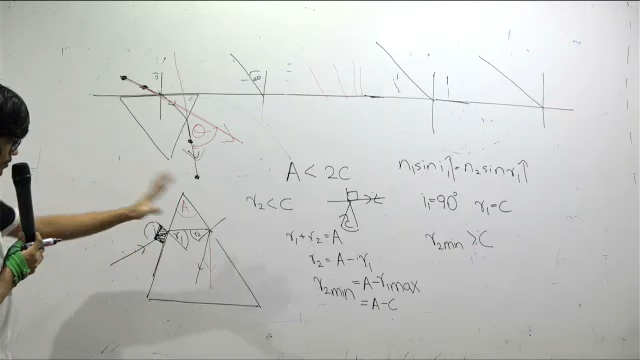 θ
A < 2C
n₁sin i₁↑ = n₂sin r₁↑
r₂ < C
C
i₁ = 90° r₁ = C
A
r₁ + r₂ = A
r₂ = A - r₁
r₂min = A - r₁max
= A - C
r₂min > C